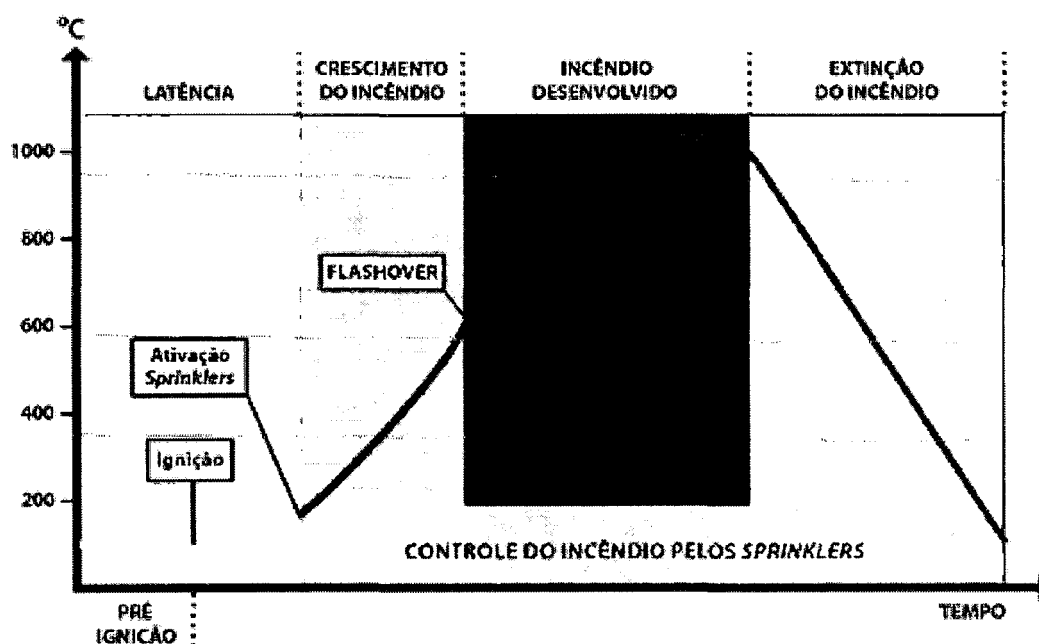 ºC
LATÊNCIA
CRESCIMENTO
DO INCÊNDIO
INCÊNDIO
DESENVOLVIDO
EXTINÇÃO
DO INCÊNDIO
1000
800
600
400
200
FLASHOVER
Ativação
Sprinklers
Ignição
CONTROLE DO INCÊNDIO PELOS SPRINKLERS
PRÉ
IGNIÇÃO
TEMPO